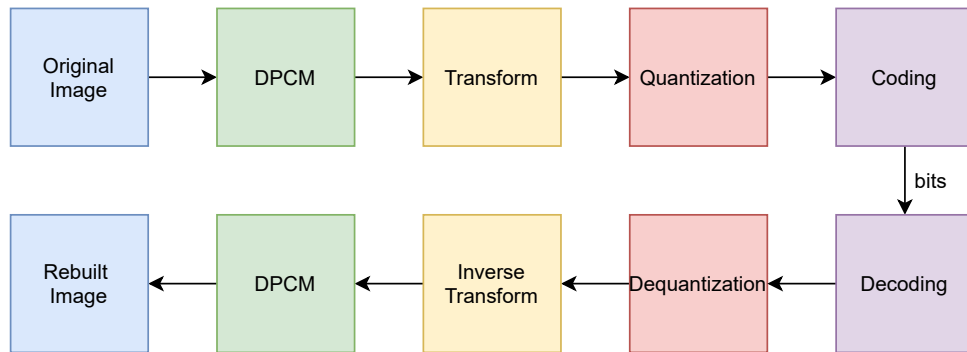 Original
Image
DPCM
Transform
Quantization
Coding
bits
Rebuilt
Image
DPCM
Inverse
Transform
Dequantization
Decoding